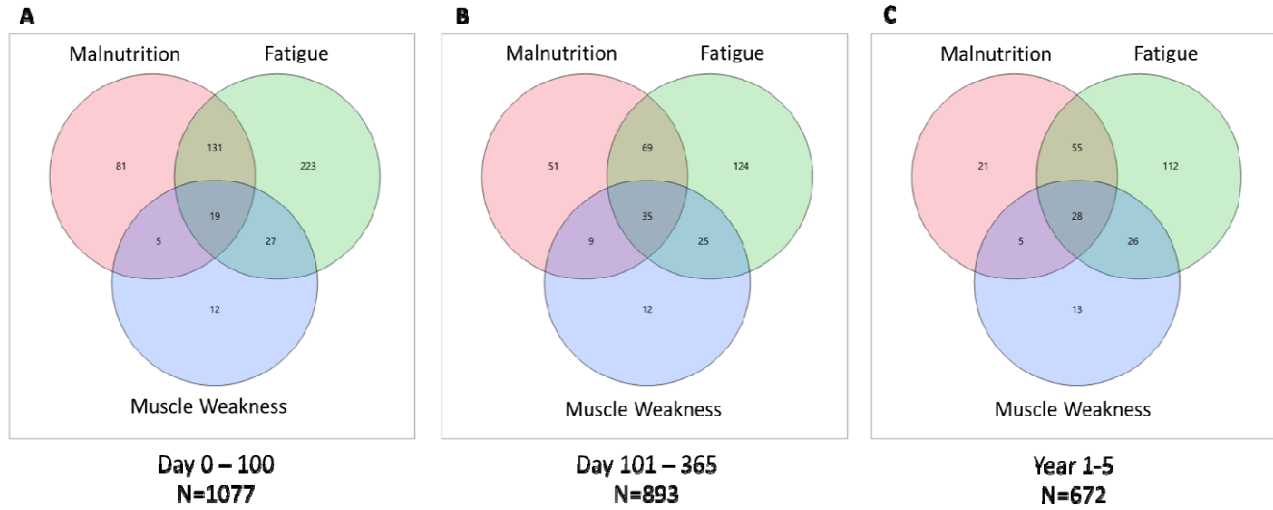 A
Malnutrition Fatigue
81
131
223
19
5
27
12
Muscle Weakness
Day 0 – 100
N=1077
B
Malnutrition Fatigue
51
69
124
35
9
25
12
Muscle Weakness
Day 101 – 365
N=893
C
Malnutrition Fatigue
21
55
112
28
5
26
13
Muscle Weakness
Year 1-5
N=672